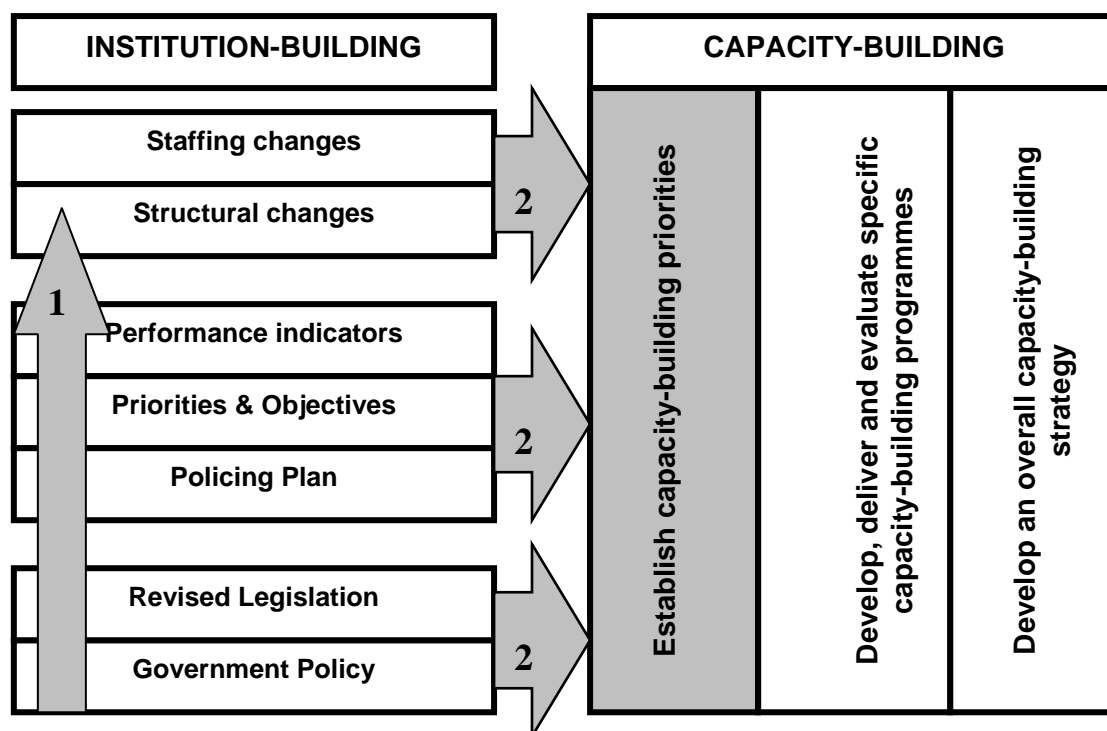 INSTITUTION-BUILDING
Staffing changes
Structural changes
Performance indicators
Priorities & Objectives
Policing Plan
Revised Legislation
Government Policy
1
2
2
2
CAPACITY-BUILDING
Establish capacity-building priorities
Develop, deliver and evaluate specific
capacity-building programmes
Develop an overall capacity-building
strategy